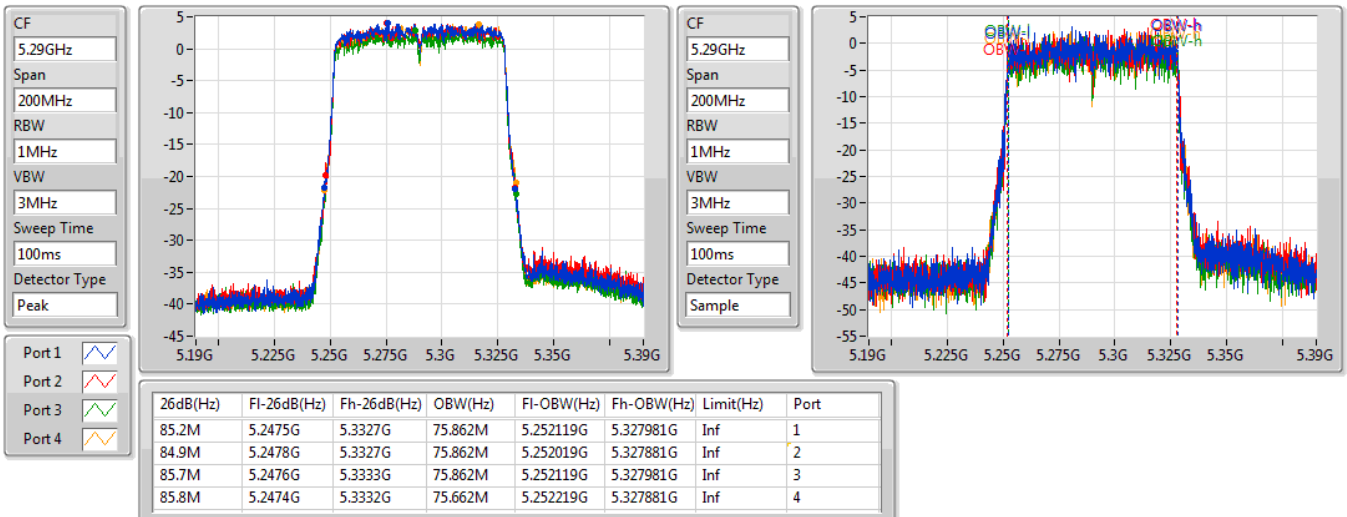 CF
5.29GHz
Span
200MHz
RBW
1MHz
VBW
3MHz
Sweep Time
100ms
Detector Type
Peak
5
0
-5
-10
-15
-20
-25
-30
-35
-40
-45
5.19G 5.225G 5.25G 5.275G 5.3G 5.325G 5.35G 5.39G
CF
5.29GHz
Span
200MHz
RBW
1MHz
VBW
3MHz
Sweep Time
100ms
Detector Type
Sample
5
0
-5
-10
-15
-20
-25
-30
-35
-40
-45
-50
-55
OBW-h
5.19G 5.225G 5.25G 5.275G 5.3G 5.325G 5.35G 5.39G
Port 1
Port 2
Port 3
Port 4
26dB(Hz) Fl-26dB(Hz) Fh-26dB(Hz) OBW(Hz) Fl-OBW(Hz) Fh-OBW(Hz) Limit(Hz) Port
85.2M 5.2475G 5.3327G 75.862M 5.252119G 5.327981G Inf 1
84.9M 5.2478G 5.3327G 75.862M 5.252019G 5.327881G Inf 2
85.7M 5.2476G 5.3333G 75.862M 5.252119G 5.327981G Inf 3
85.8M 5.2474G 5.3332G 75.662M 5.252219G 5.327881G Inf 4